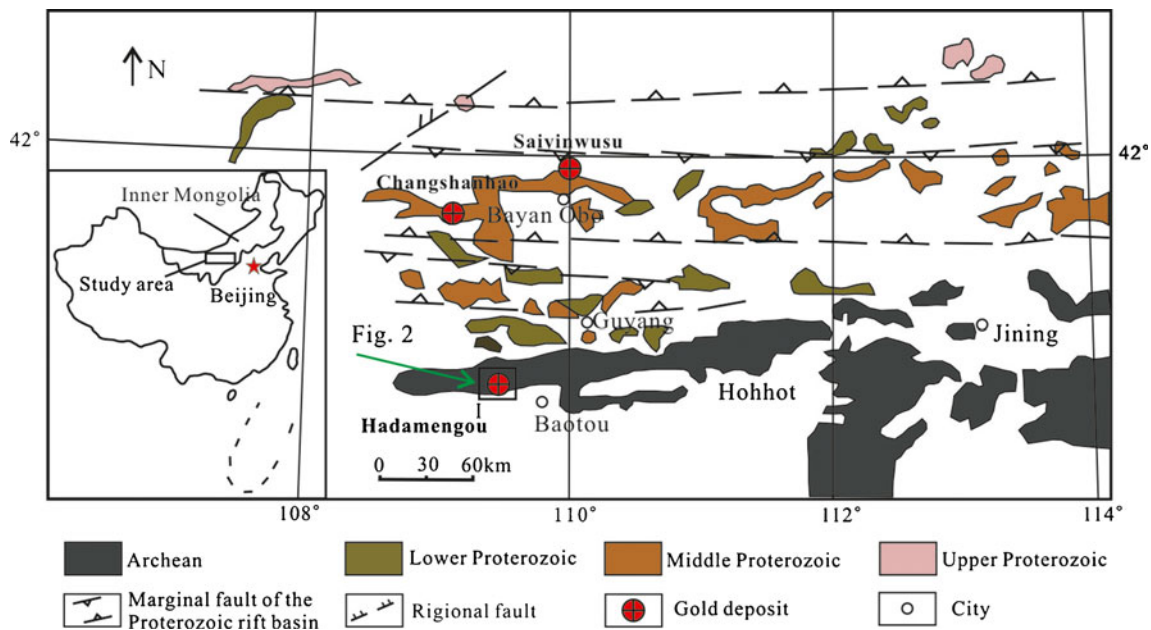 N
42°
42°
Saiyinwusu
Changshanhao
Bayan Obo
Inner Mongolia
Study area
Beijing
Guyang
Fig. 2
Jining
Hohhot
I
Hadamengou
Baotou
0 30 60km
108° 110° 112° 114°
Archean
Lower Proterozoic
Middle Proterozoic
Upper Proterozoic
Marginal fault of the
Proterozoic rift basin
Rigional fault
Gold deposit
City